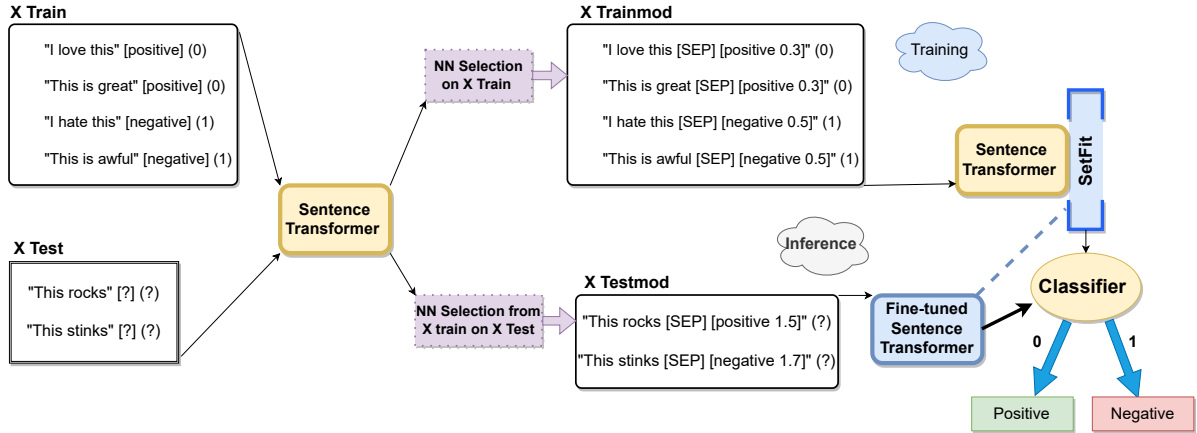 X Train
"I love this" [positive] (0)
"This is great" [positive] (0)
"I hate this" [negative] (1)
"This is awful" [negative] (1)
X Test
"This rocks" [?] (?)
"This stinks" [?] (?)
Sentence
Transformer
NN Selection
on X Train
NN Selection from
X train on X Test
X Trainmod
"I love this [SEP] [positive 0.3]" (0)
"This is great [SEP] [positive 0.3]" (0)
"I hate this [SEP] [negative 0.5]" (1)
"This is awful [SEP] [negative 0.5]" (1)
X Testmod
"This rocks [SEP] [positive 1.5]" (?)
"This stinks [SEP] [negative 1.7]" (?)
Training
Inference
Sentence
Transformer
SetFit
Fine-tuned
Sentence
Transformer
Classifier
0
1
Positive
Negative